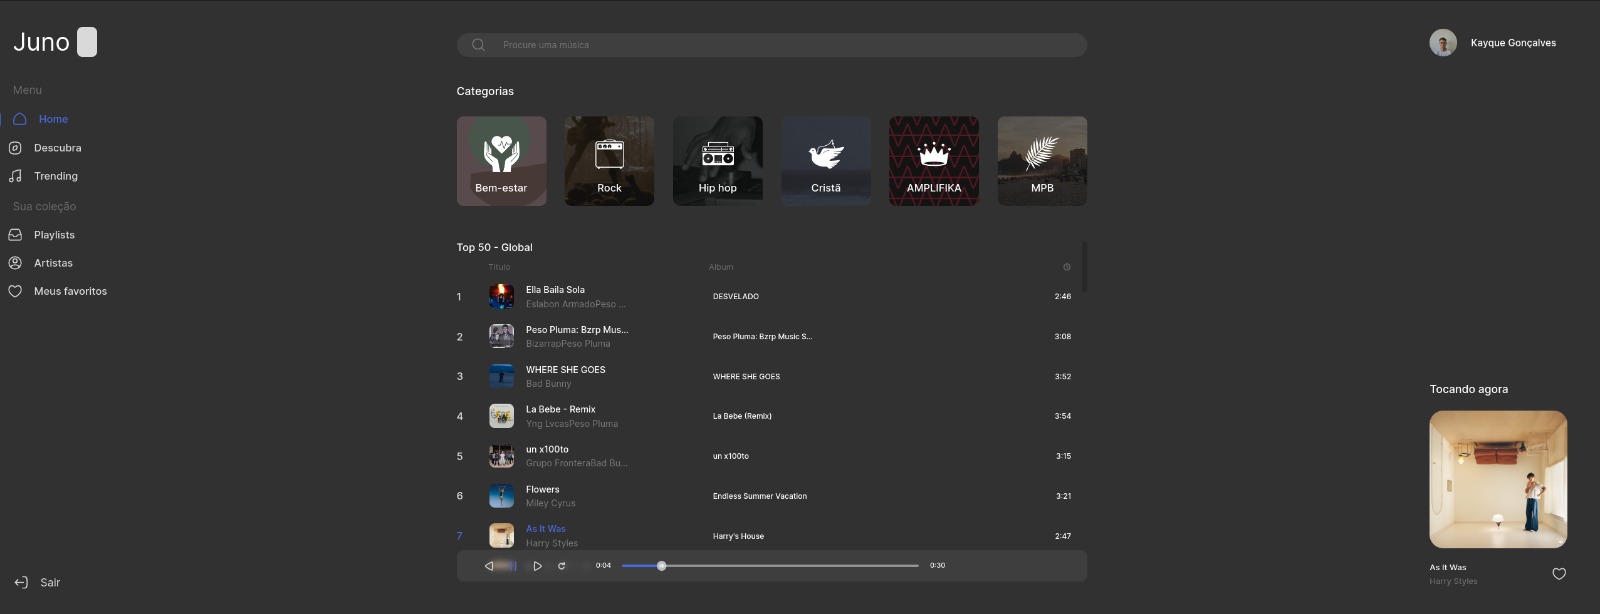 Juno
Procure uma música
Kayque Gonçalves
Menu
Home
Descubra
Trending
Sua coleção
Playlists
Artistas
Meus favoritos
Sair
Categorias
Bem-estar
Rock
Hip hop
Cristã
AMPLIFIKA
MPB
Top 50 - Global
Título Album
1 Ella Baila Sola DESVELADO 2:46
Eslabon ArmadoPeso ...
2 Peso Pluma: Bzrp Mus... Peso Pluma: Bzrp Music S... 3:08
BizarrapPeso Pluma
3 WHERE SHE GOES WHERE SHE GOES 3:52
Bad Bunny
4 La Bebe - Remix La Bebe (Remix) 3:54
Yng LvcasPeso Pluma
5 un x100to un x100to 3:15
Grupo FronteraBad Bu...
6 Flowers Endless Summer Vacation 3:21
Miley Cyrus
7 As It Was Harry's House 2:47
Harry Styles
0:04 0:30
Tocando agora
As It Was
Harry Styles